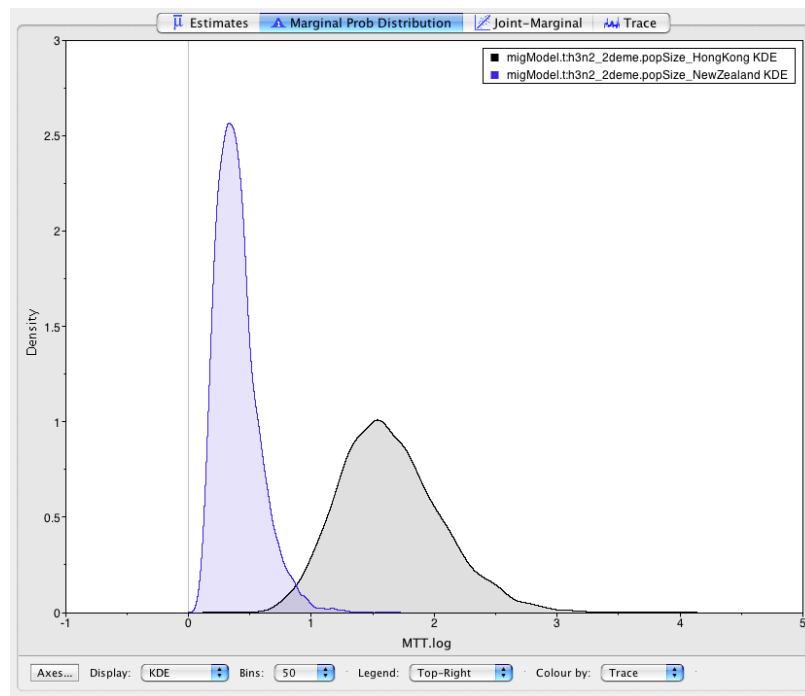 Estimates Marginal Prob Distribution Joint-Marginal Trace
migModel.t:h3n2_2deme.popSize_HongKong KDE
migModel.t:h3n2_2deme.popSize_NewZealand KDE
3
2.5
2
1.5
1
0.5
0
Density
-1 0 1 2 3 4 5
MTT.log
Axes... Display: KDE Bins: 50 Legend: Top-Right Colour by: Trace